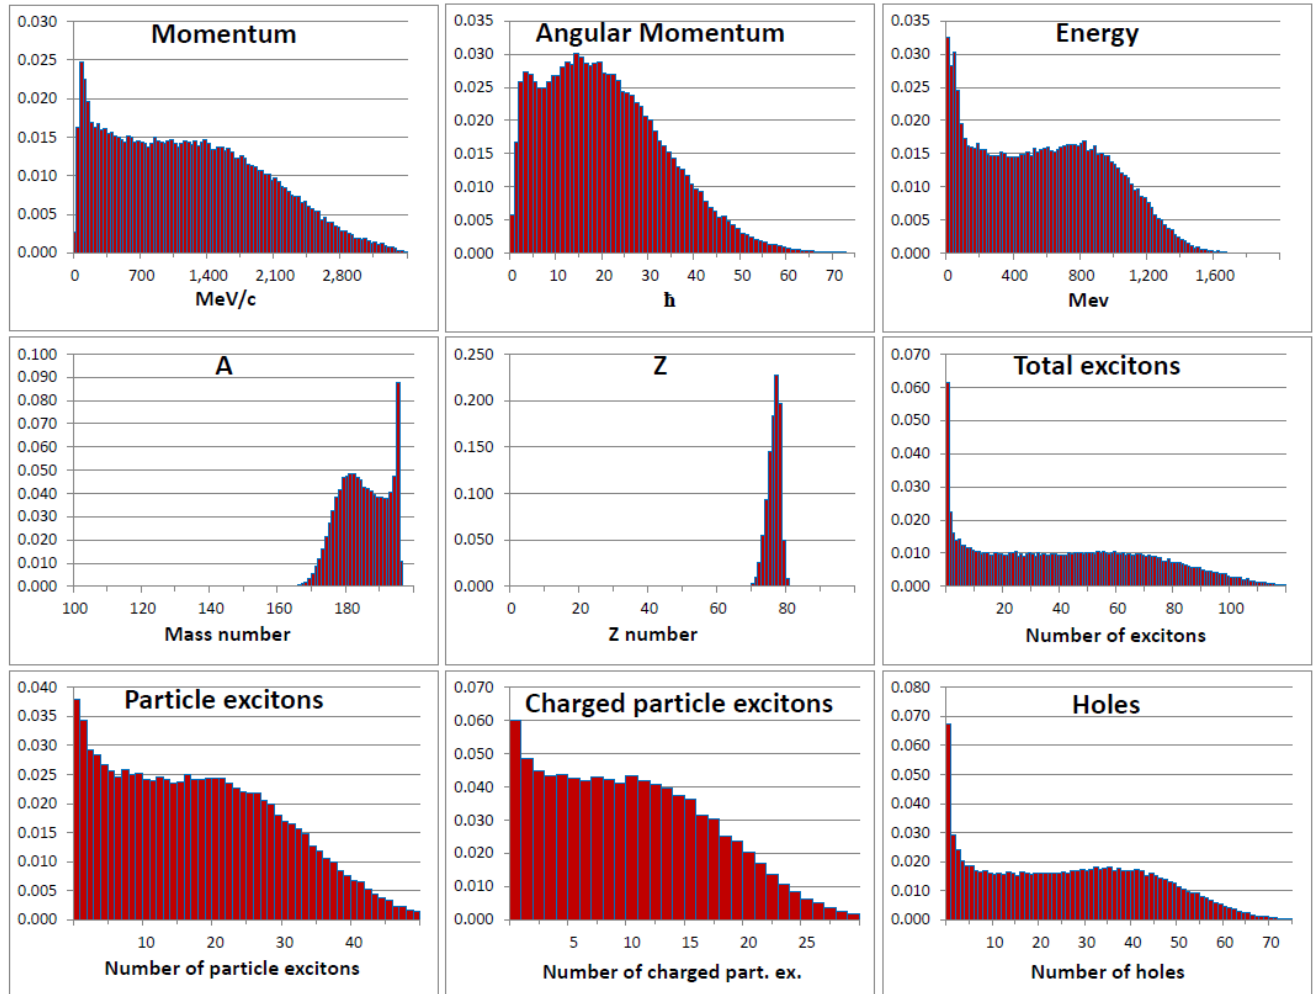 Momentum
0.030
0.025
0.020
0.015
0.010
0.005
0.000
0 700 1,400 2,100 2,800
MeV/c
Angular Momentum
0.035
0.030
0.025
0.020
0.015
0.010
0.005
0.000
0 10 20 30 40 50 60 70
ħ
Energy
0.035
0.030
0.025
0.020
0.015
0.010
0.005
0.000
0 400 800 1,200 1,600
Mev
A
0.100
0.090
0.080
0.070
0.060
0.050
0.040
0.030
0.020
0.010
0.000
100 120 140 160 180
Mass number
Z
0.250
0.200
0.150
0.100
0.050
0.000
0 20 40 60 80
Z number
Total excitons
0.070
0.060
0.050
0.040
0.030
0.020
0.010
0.000
20 40 60 80 100
Number of excitons
Particle excitons
0.040
0.035
0.030
0.025
0.020
0.015
0.010
0.005
0.000
10 20 30 40
Number of particle excitons
Charged particle excitons
0.070
0.060
0.050
0.040
0.030
0.020
0.010
0.000
5 10 15 20 25
Number of charged part. ex.
Holes
0.080
0.070
0.060
0.050
0.040
0.030
0.020
0.010
0.000
10 20 30 40 50 60 70
Number of holes